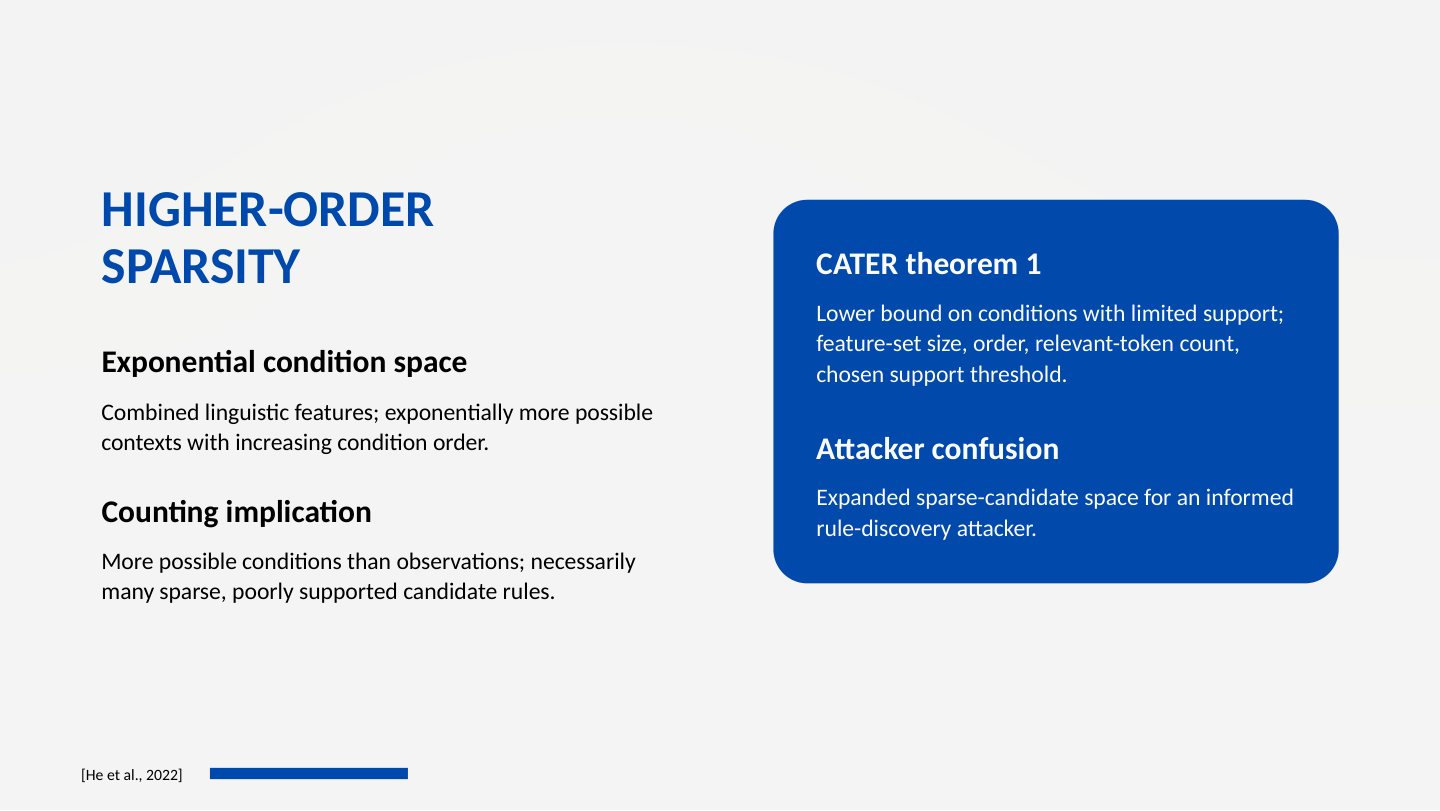 HIGHER-ORDER
SPARSITY
Exponential condition space
Combined linguistic features; exponentially more possible
contexts with increasing condition order.
Counting implication
More possible conditions than observations; necessarily
many sparse, poorly supported candidate rules.
CATER theorem 1
Lower bound on conditions with limited support;
feature-set size, order, relevant-token count,
chosen support threshold.
Attacker confusion
Expanded sparse-candidate space for an informed
rule-discovery attacker.
[He et al., 2022]